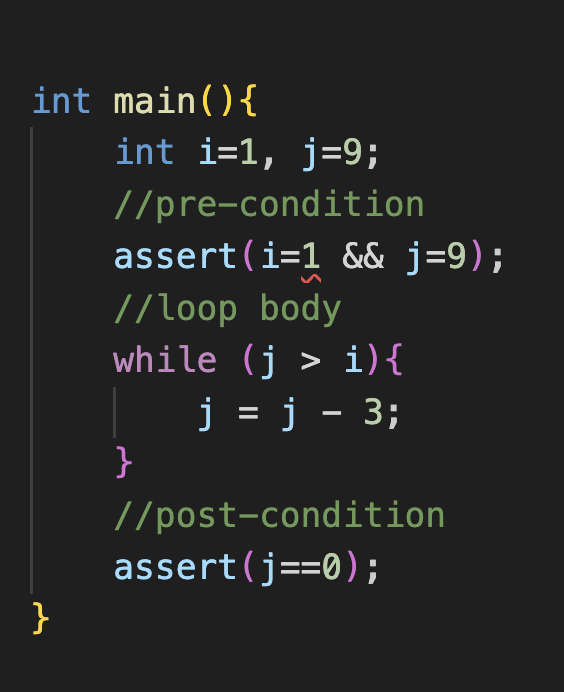 int main(){
int i=1, j=9;
//pre-condition
assert(i=1 && j=9);
//loop body
while (j > i){
j = j - 3;
}
//post-condition
assert(j==0);
}